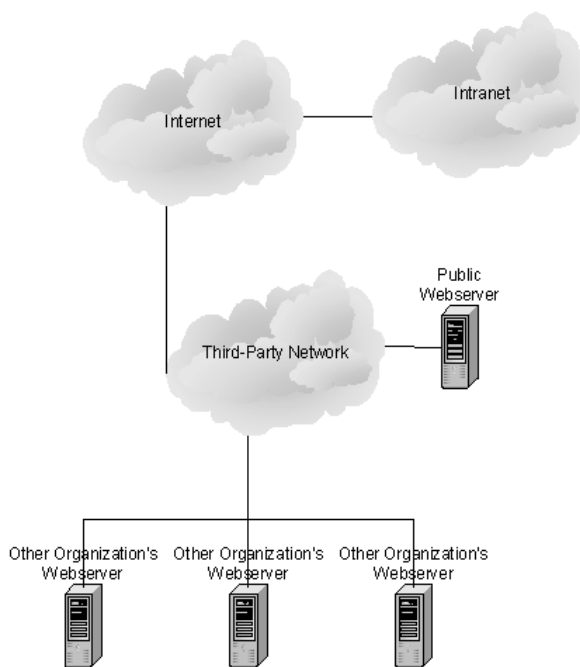 Internet
Intranet
Public
Webserver
Third-Party Network
Other Organization's
Webserver
Other Organization's
Webserver
Other Organization's
Webserver